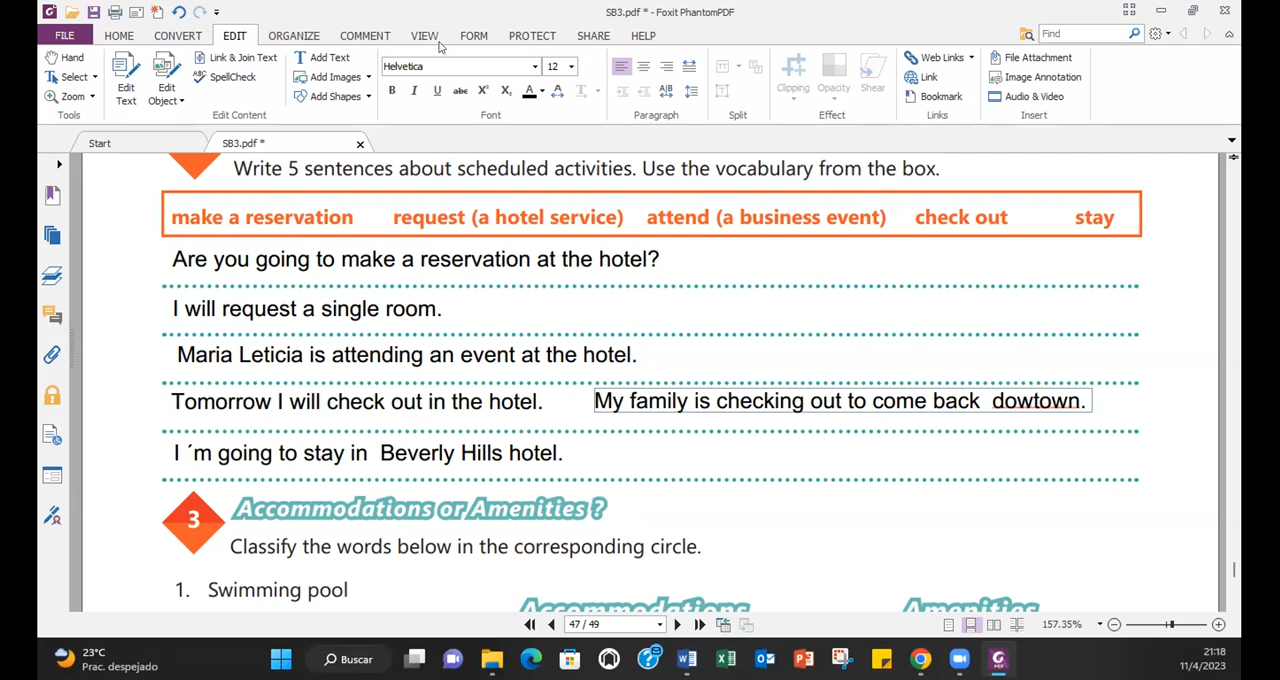 SB3.pdf * - Foxit PhantomPDF
FILE HOME CONVERT EDIT ORGANIZE COMMENT VIEW FORM PROTECT SHARE HELP Find
Hand Link & Join Text Add Text Helvetica 12 Web Links File Attachment
Select Edit Text Edit Object SpellCheck Add Images Clipping Opacity Shear Link Image Annotation
Zoom Add Shapes B I U abc X² X₂ A Bookmark Audio & Video
Tools Edit Content Font Paragraph Split Effect Links Insert
Start SB3.pdf *
Write 5 sentences about scheduled activities. Use the vocabulary from the box.
make a reservation request (a hotel service) attend (a business event) check out stay
Are you going to make a reservation at the hotel?
I will request a single room.
Maria Leticia is attending an event at the hotel.
Tomorrow I will check out in the hotel. My family is checking out to come back dowtown.
I ´m going to stay in Beverly Hills hotel.
3 Accommodations or Amenities ?
Classify the words below in the corresponding circle.
1. Swimming pool
Accommodations Amenities
47 / 49 157.35%
23°C
Prac. despejado
Buscar
21:18
11/4/2023